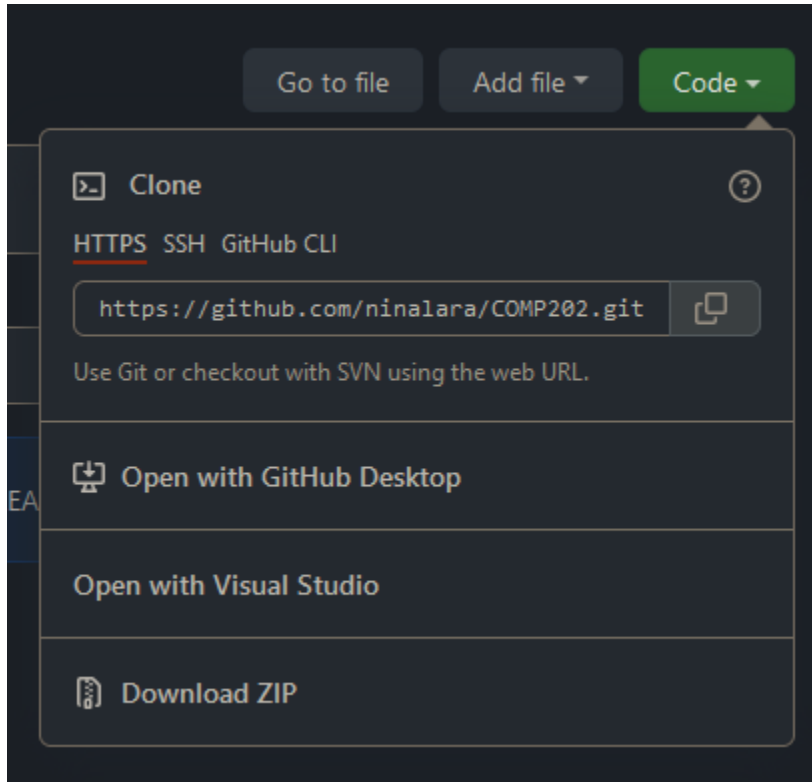 Go to file Add file Code
Clone
HTTPS SSH GitHub CLI
https://github.com/ninalara/COMP202.git
Use Git or checkout with SVN using the web URL.
Open with GitHub Desktop
EA
Open with Visual Studio
Download ZIP